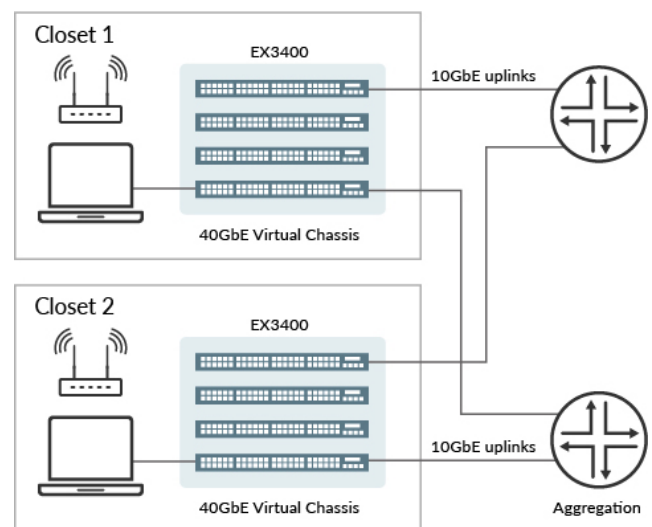 Closet 1
EX3400
10GbE uplinks
40GbE Virtual Chassis
Closet 2
EX3400
10GbE uplinks
40GbE Virtual Chassis
Aggregation